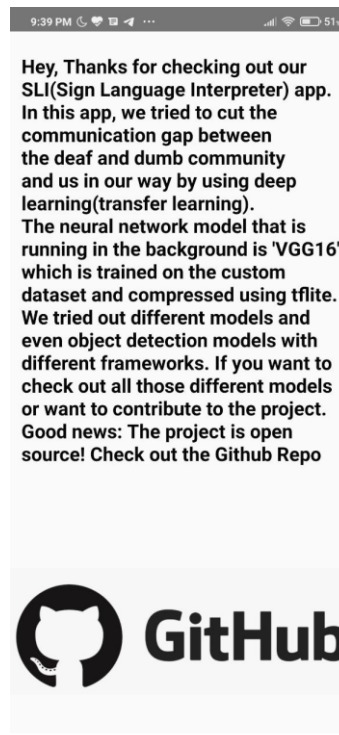 9:39 PM ... 51
Hey, Thanks for checking out our
SLI(Sign Language Interpreter) app.
In this app, we tried to cut the
communication gap between
the deaf and dumb community
and us in our way by using deep
learning(transfer learning).
The neural network model that is
running in the background is 'VGG16'
which is trained on the custom
dataset and compressed using tflite.
We tried out different models and
even object detection models with
different frameworks. If you want to
check out all those different models
or want to contribute to the project.
Good news: The project is open
source! Check out the Github Repo
GitHub